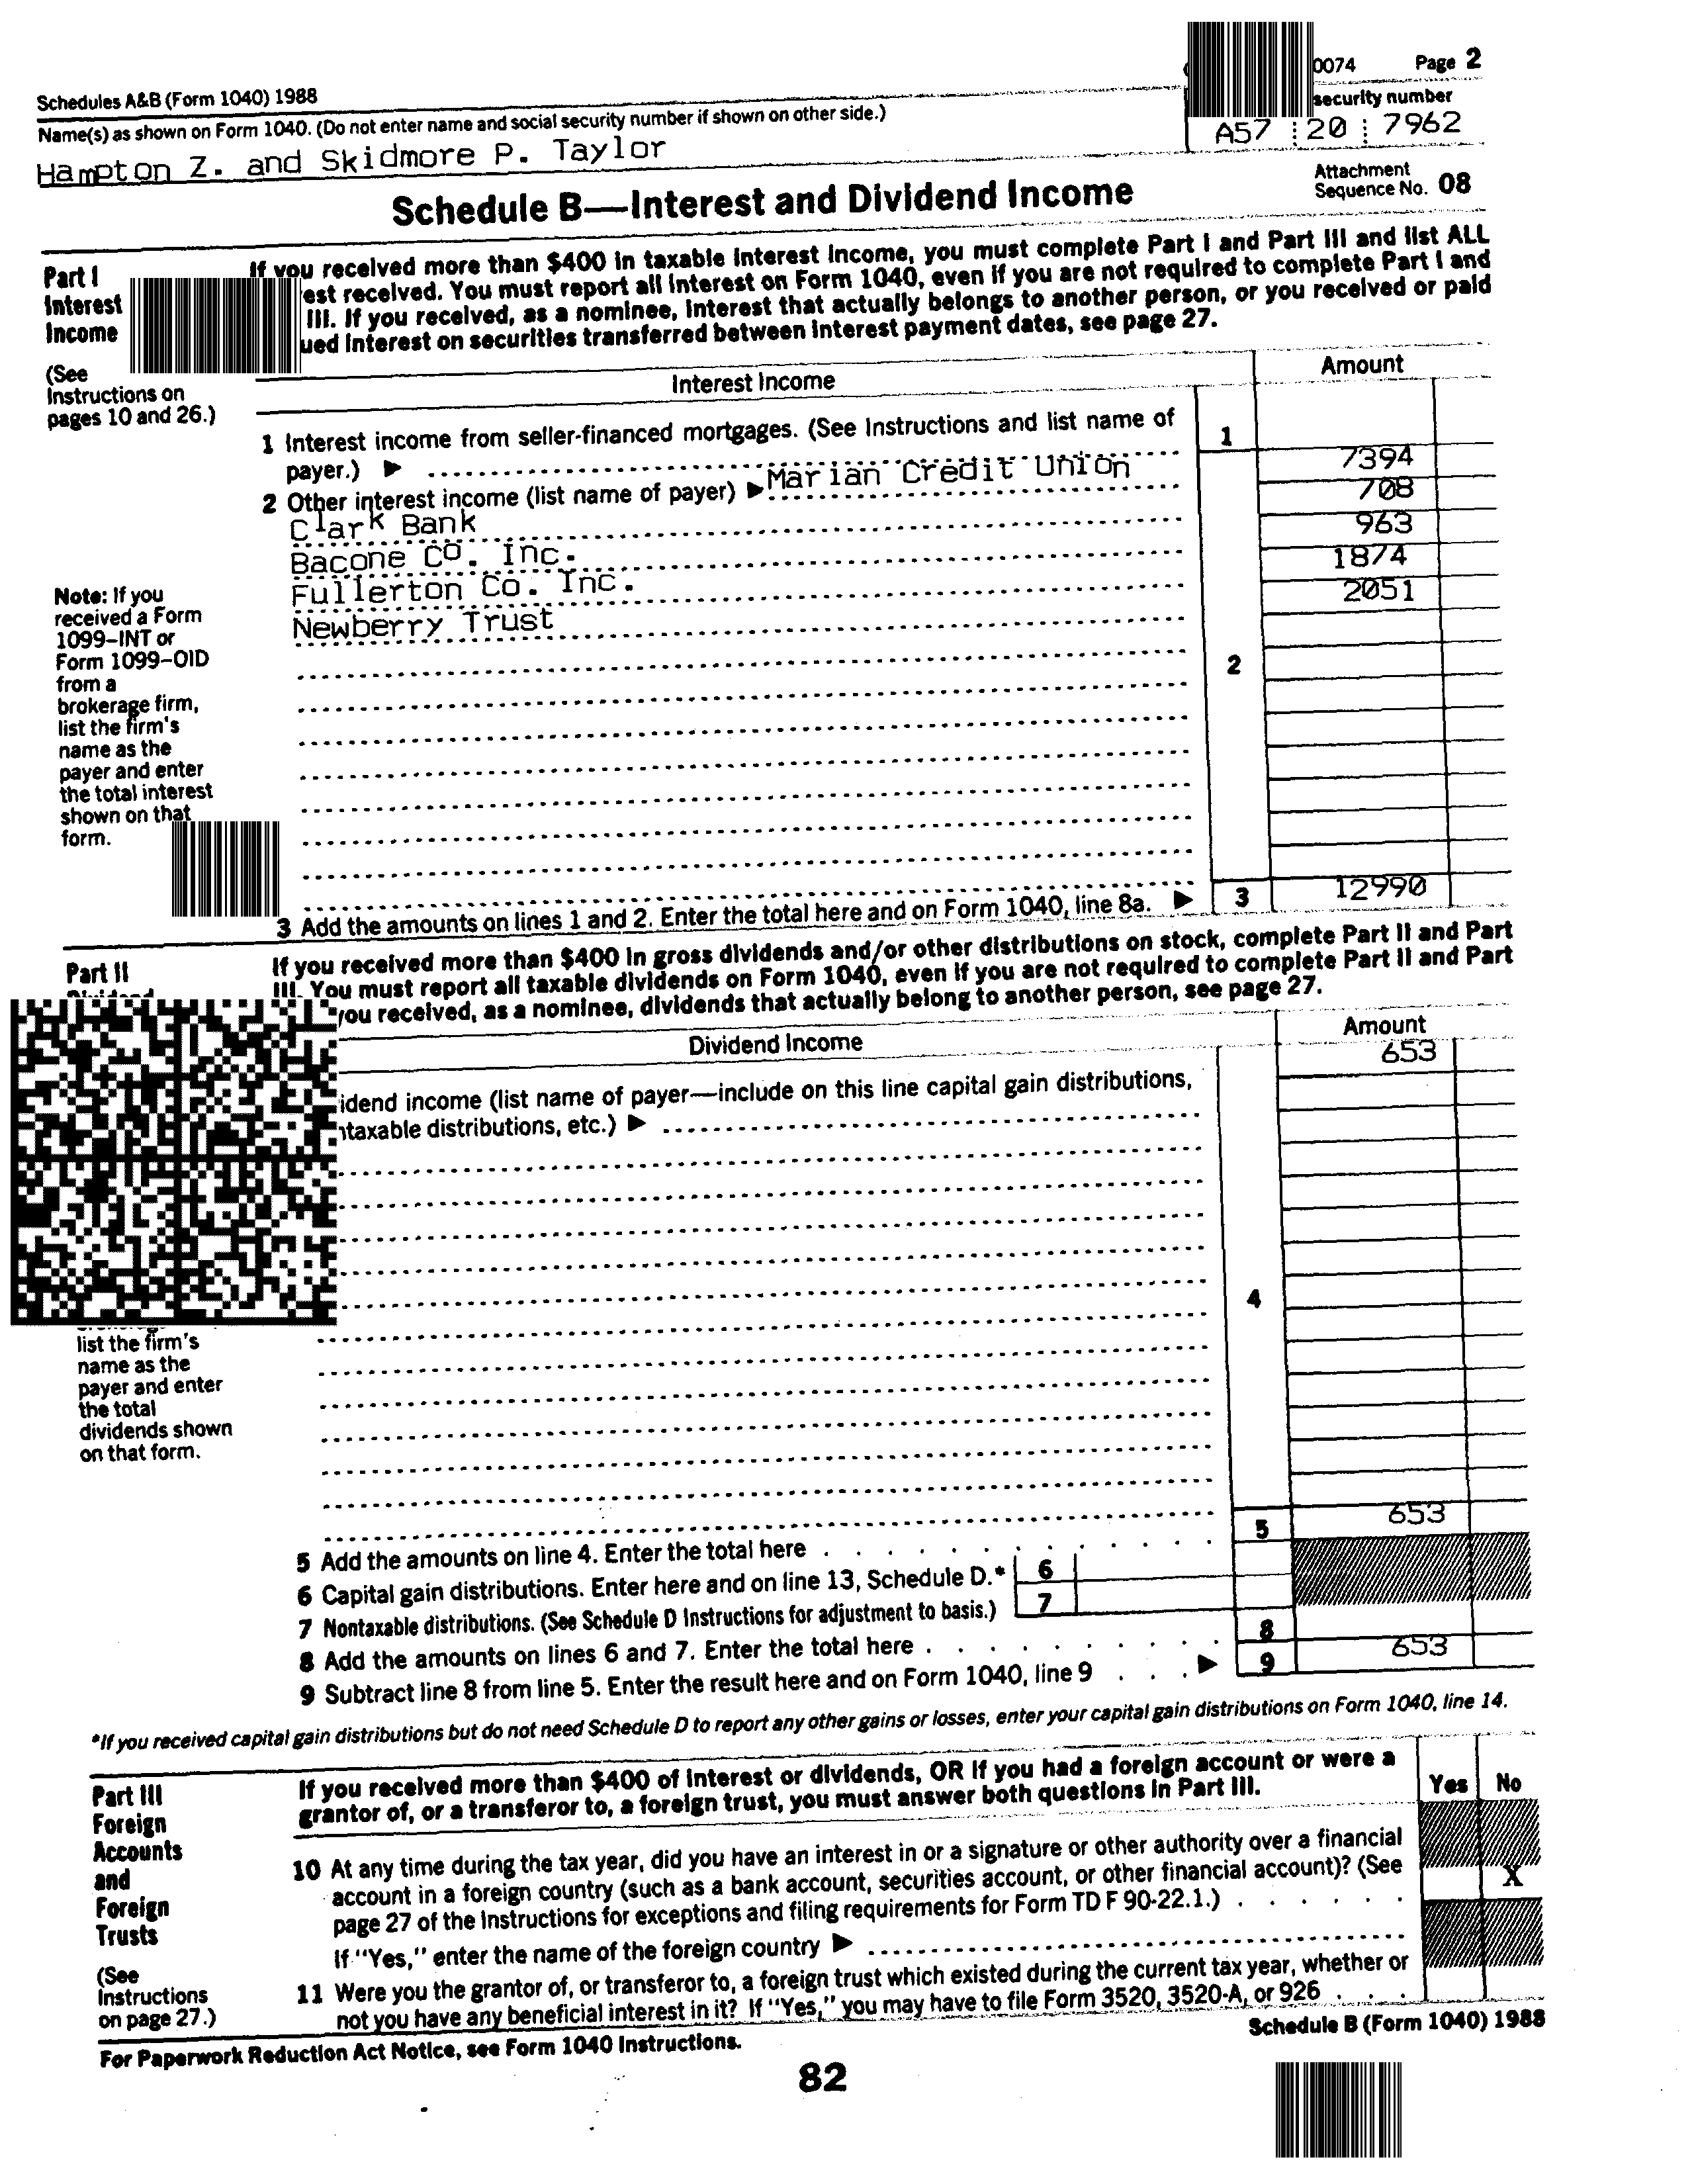 0074 Page 2
Schedules A&B (Form 1040) 1988
Name(s) as shown on Form 1040. (Do not enter name and social security number if shown on other side.)
security number
Hampton Z. and Skidmore P. Taylor
A57 20 7962
Schedule B—Interest and Dividend Income
Attachment
Sequence No. 08
Part I
Interest
Income
(See
Instructions on
pages 10 and 26.)
If you received more than $400 in taxable interest income, you must complete Part I and Part III and list ALL
received. You must report all interest on Form 1040, even if you are not required to complete Part I and
III. If you received, as a nominee, interest that actually belongs to another person, or you received or paid
interest on securities transferred between interest payment dates, see page 27.
Interest Income
Amount
1 Interest income from seller-financed mortgages. (See Instructions and list name of
payer.) ▶
1
2 Other interest income (list name of payer) ▶ Marian Credit Union
7394
Clark Bank
708
Bacone Co. Inc.
963
Fullerton Co. Inc.
1874
Newberry Trust
2051
2
Note: If you
received a Form
1099–INT or
Form 1099–OID
from a
brokerage firm,
list the firm's
name as the
payer and enter
the total interest
shown on that
form.
3 Add the amounts on lines 1 and 2. Enter the total here and on Form 1040, line 8a. ▶
3
12990
Part II
If you received more than $400 in gross dividends and/or other distributions on stock, complete Part II and Part
III. You must report all taxable dividends on Form 1040, even if you are not required to complete Part II and Part
you received, as a nominee, dividends that actually belong to another person, see page 27.
Dividend Income
Amount
653
income (list name of payer—include on this line capital gain distributions,
distributions, etc.) ▶
4
list the firm's
name as the
payer and enter
the total
dividends shown
on that form.
5 Add the amounts on line 4. Enter the total here
5
653
6 Capital gain distributions. Enter here and on line 13, Schedule D.*
6
7 Nontaxable distributions. (See Schedule D Instructions for adjustment to basis.)
7
8 Add the amounts on lines 6 and 7. Enter the total here
8
9 Subtract line 8 from line 5. Enter the result here and on Form 1040, line 9 ▶
9
653
*If you received capital gain distributions but do not need Schedule D to report any other gains or losses, enter your capital gain distributions on Form 1040, line 14.
Part III
Foreign
Accounts
and
Foreign
Trusts
(See
Instructions
on page 27.)
If you received more than $400 of interest or dividends, OR if you had a foreign account or were a
grantor of, or a transferor to, a foreign trust, you must answer both questions in Part III.
Yes No
10 At any time during the tax year, did you have an interest in or a signature or other authority over a financial
account in a foreign country (such as a bank account, securities account, or other financial account)? (See
page 27 of the Instructions for exceptions and filing requirements for Form TD F 90-22.1.)
X
If "Yes," enter the name of the foreign country ▶
11 Were you the grantor of, or transferor to, a foreign trust which existed during the current tax year, whether or
not you have any beneficial interest in it? If "Yes," you may have to file Form 3520, 3520-A, or 926
For Paperwork Reduction Act Notice, see Form 1040 Instructions.
Schedule B (Form 1040) 1988
82